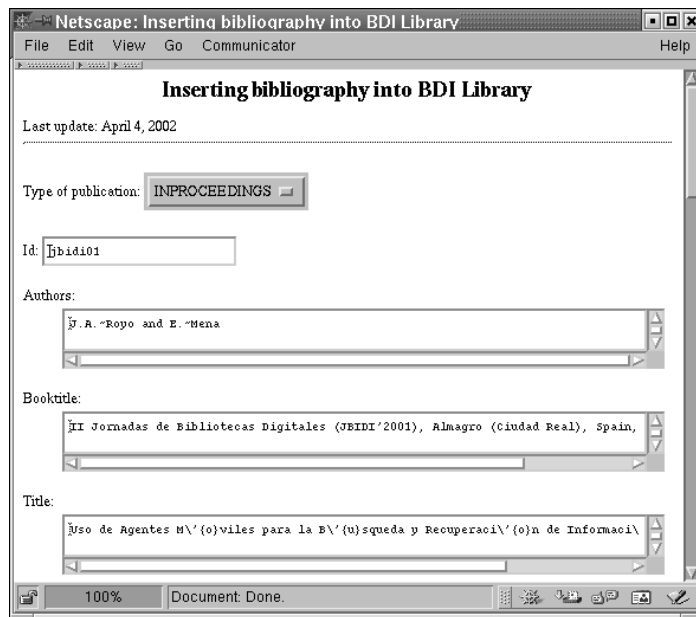 Netscape: Inserting bibliography into BDI Library
File Edit View Go Communicator Help
Inserting bibliography into BDI Library
Last update: April 4, 2002
Type of publication: INPROCEEDINGS
Id: jbidi01
Authors:
J.A.~Royo and E.~Mena
Booktitle:
II Jornadas de Bibliotecas Digitales (JBIDI'2001), Almagro (Ciudad Real), Spain,
Title:
Uso de Agentes M\'{o}viles para la B\'{u}squeda y Recuperaci\'{o}n de Informaci\
100% Document: Done.